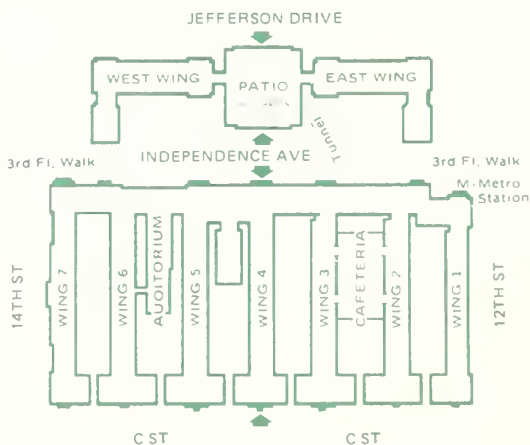 JEFFERSON DRIVE
WEST WING
PATIO
EAST WING
Tunnel
INDEPENDENCE AVE
3rd Fl. Walk
3rd Fl. Walk
M-Metro
Station
14TH ST
WING 7
WING 6
AUDITORIUM
WING 5
WING 4
WING 3
CAFETERIA
WING 2
WING 1
12TH ST
C ST
C ST